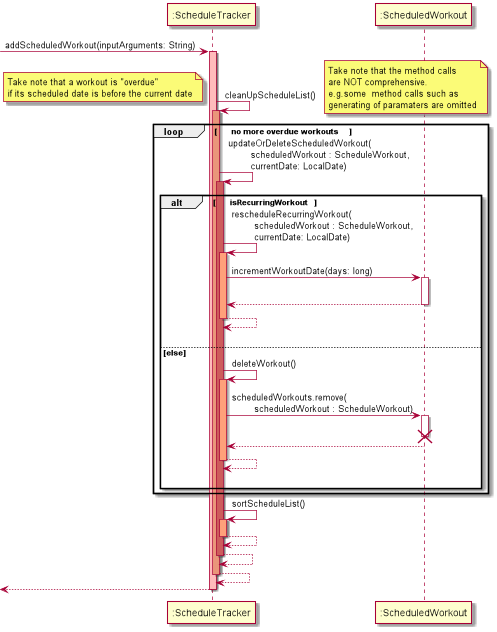 :ScheduleTracker
:ScheduledWorkout
addScheduledWorkout(inputArguments: String)
Take note that a workout is "overdue"
if its scheduled date is before the current date
Take note that the method calls
are NOT comprehensive.
e.g.some  method calls such as
generating of paramaters are omitted
cleanUpScheduleList()
loop
[ no more overdue workouts ]
updateOrDeleteScheduledWorkout(
scheduledWorkout : ScheduleWorkout,
currentDate: LocalDate)
alt
[ isRecurringWorkout ]
rescheduleRecurringWorkout(
scheduledWorkout : ScheduleWorkout,
currentDate: LocalDate)
incrementWorkoutDate(days: long)
[else]
deleteWorkout()
scheduledWorkouts.remove(
scheduledWorkout : ScheduleWorkout)
sortScheduleList()
:ScheduleTracker
:ScheduledWorkout